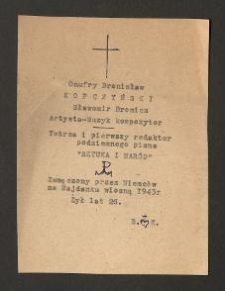 Onufry Bronisław
KOPCZYŃSKI
Sławomir Bronicz
Artysta-Muzyk kompozytor
Twórca i pierwszy redaktor
podziemnego pisma
"SZTUKA I NARÓD"
Zamęczony przez Niemców
na Majdanku wiosną 1943r
Żył lat 26.